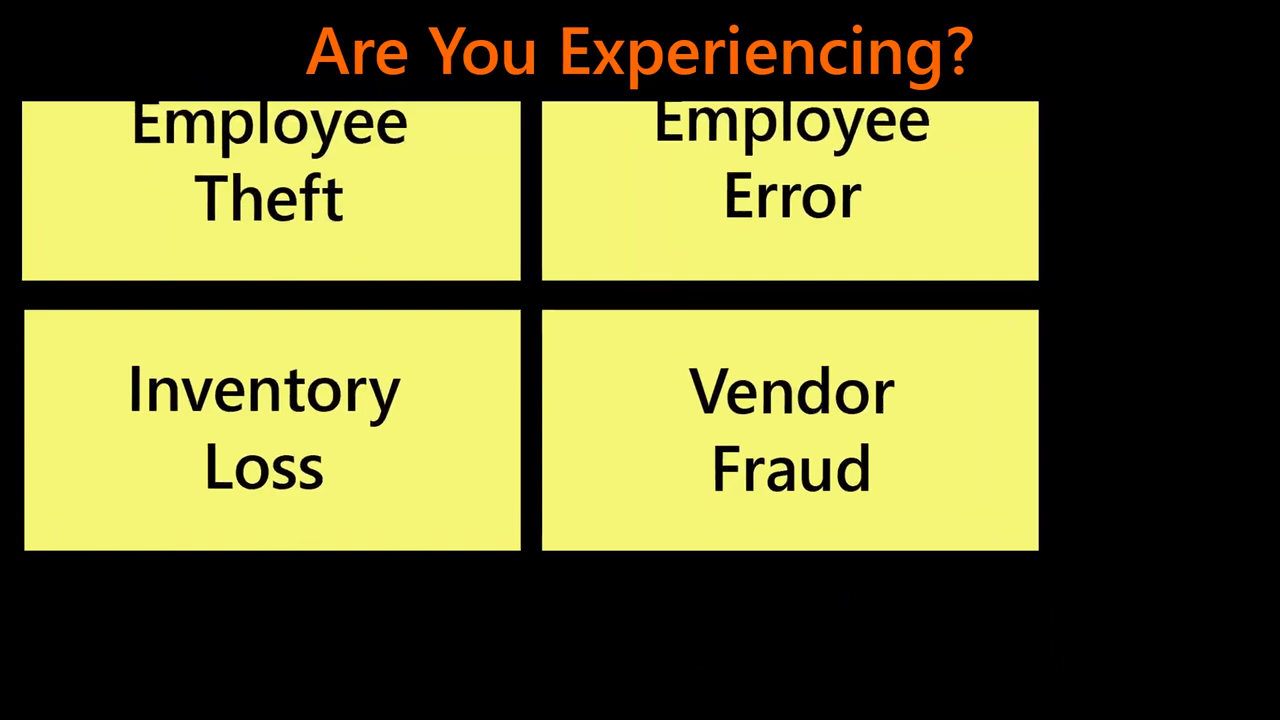 Are You Experiencing?
Employee
Theft
Employee
Error
Inventory
Loss
Vendor
Fraud